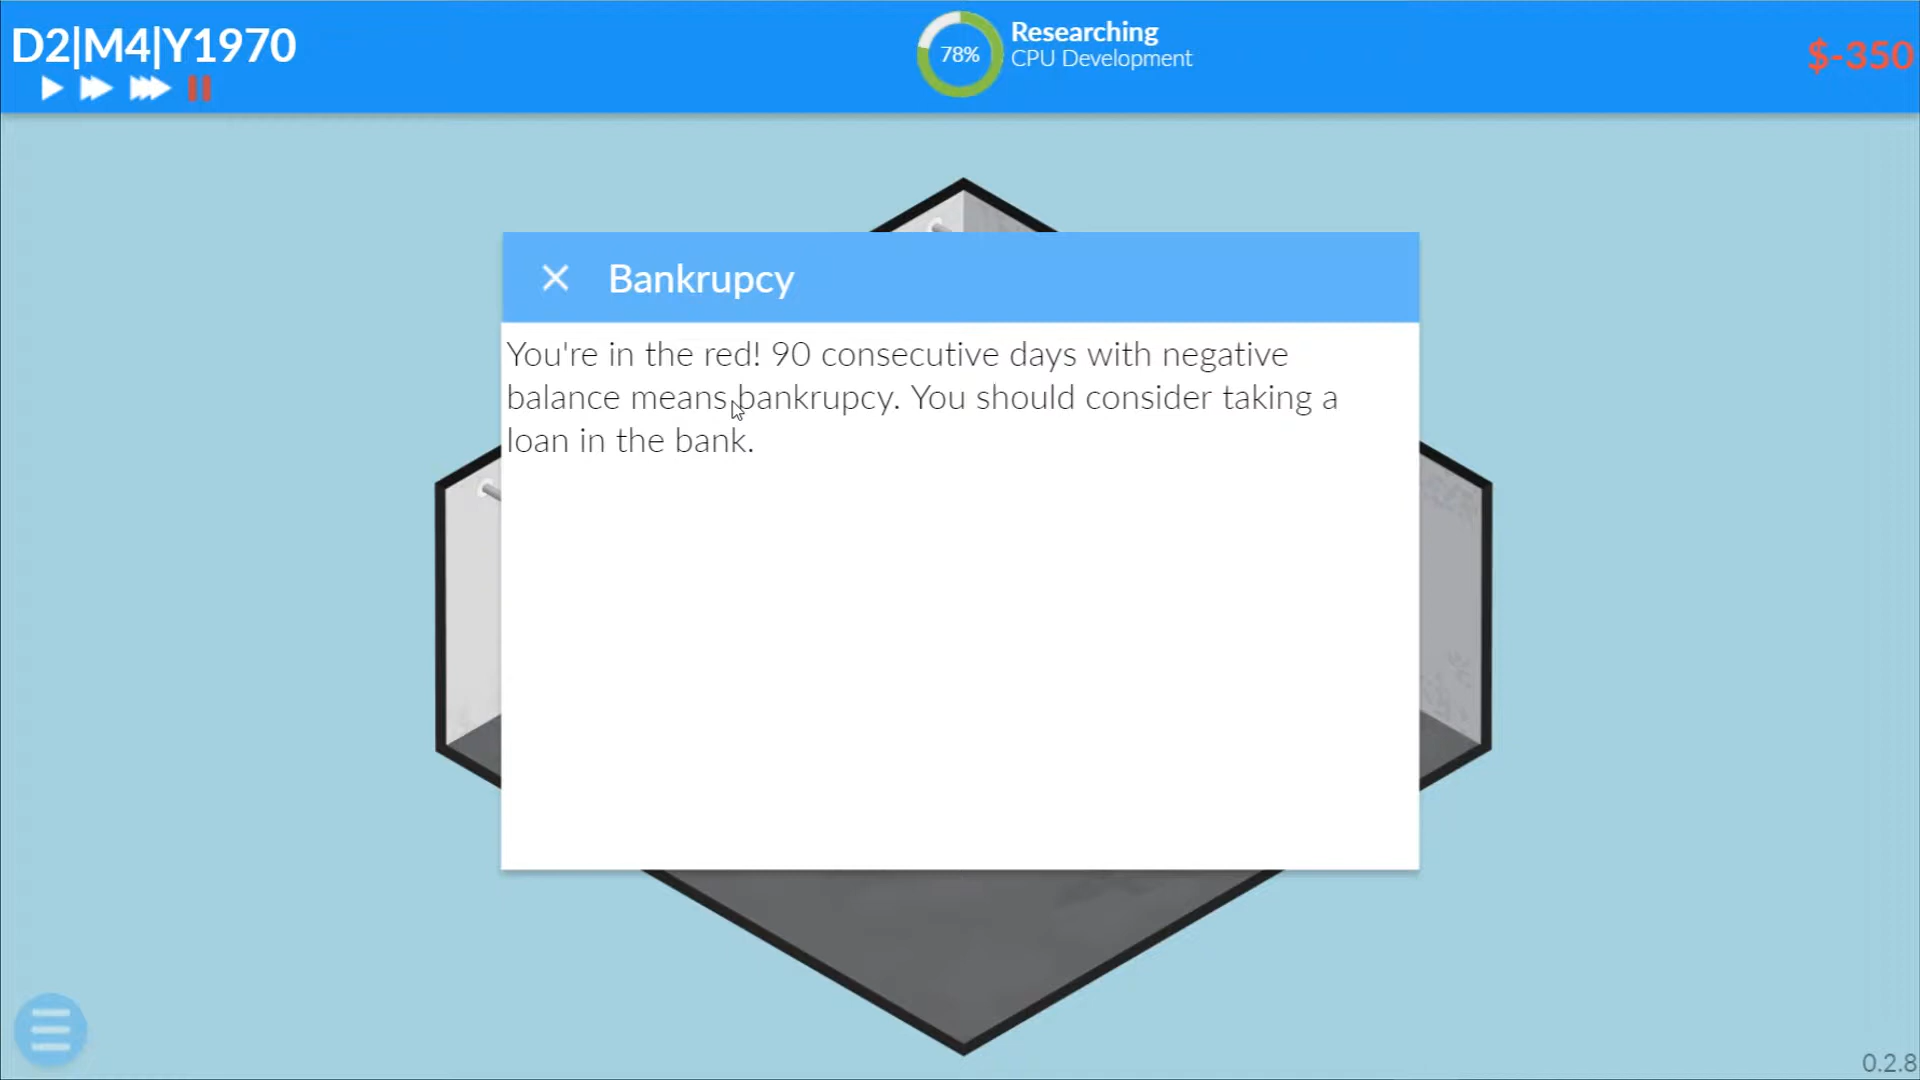 D2|M4|Y1970
78%
Researching
CPU Development
$-350
Bankrupcy
You're in the red! 90 consecutive days with negative
balance means bankrupcy. You should consider taking a
loan in the bank.
0.2.8